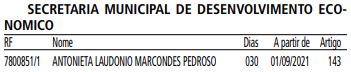 SECRETARIA MUNICIPAL DE DESENVOLVIMENTO ECO-
NOMICO
RF Nome Dias A partir de Artigo
7800851/1 ANTONIETA LAUDONIO MARCONDES PEDROSO 030 01/09/2021 143